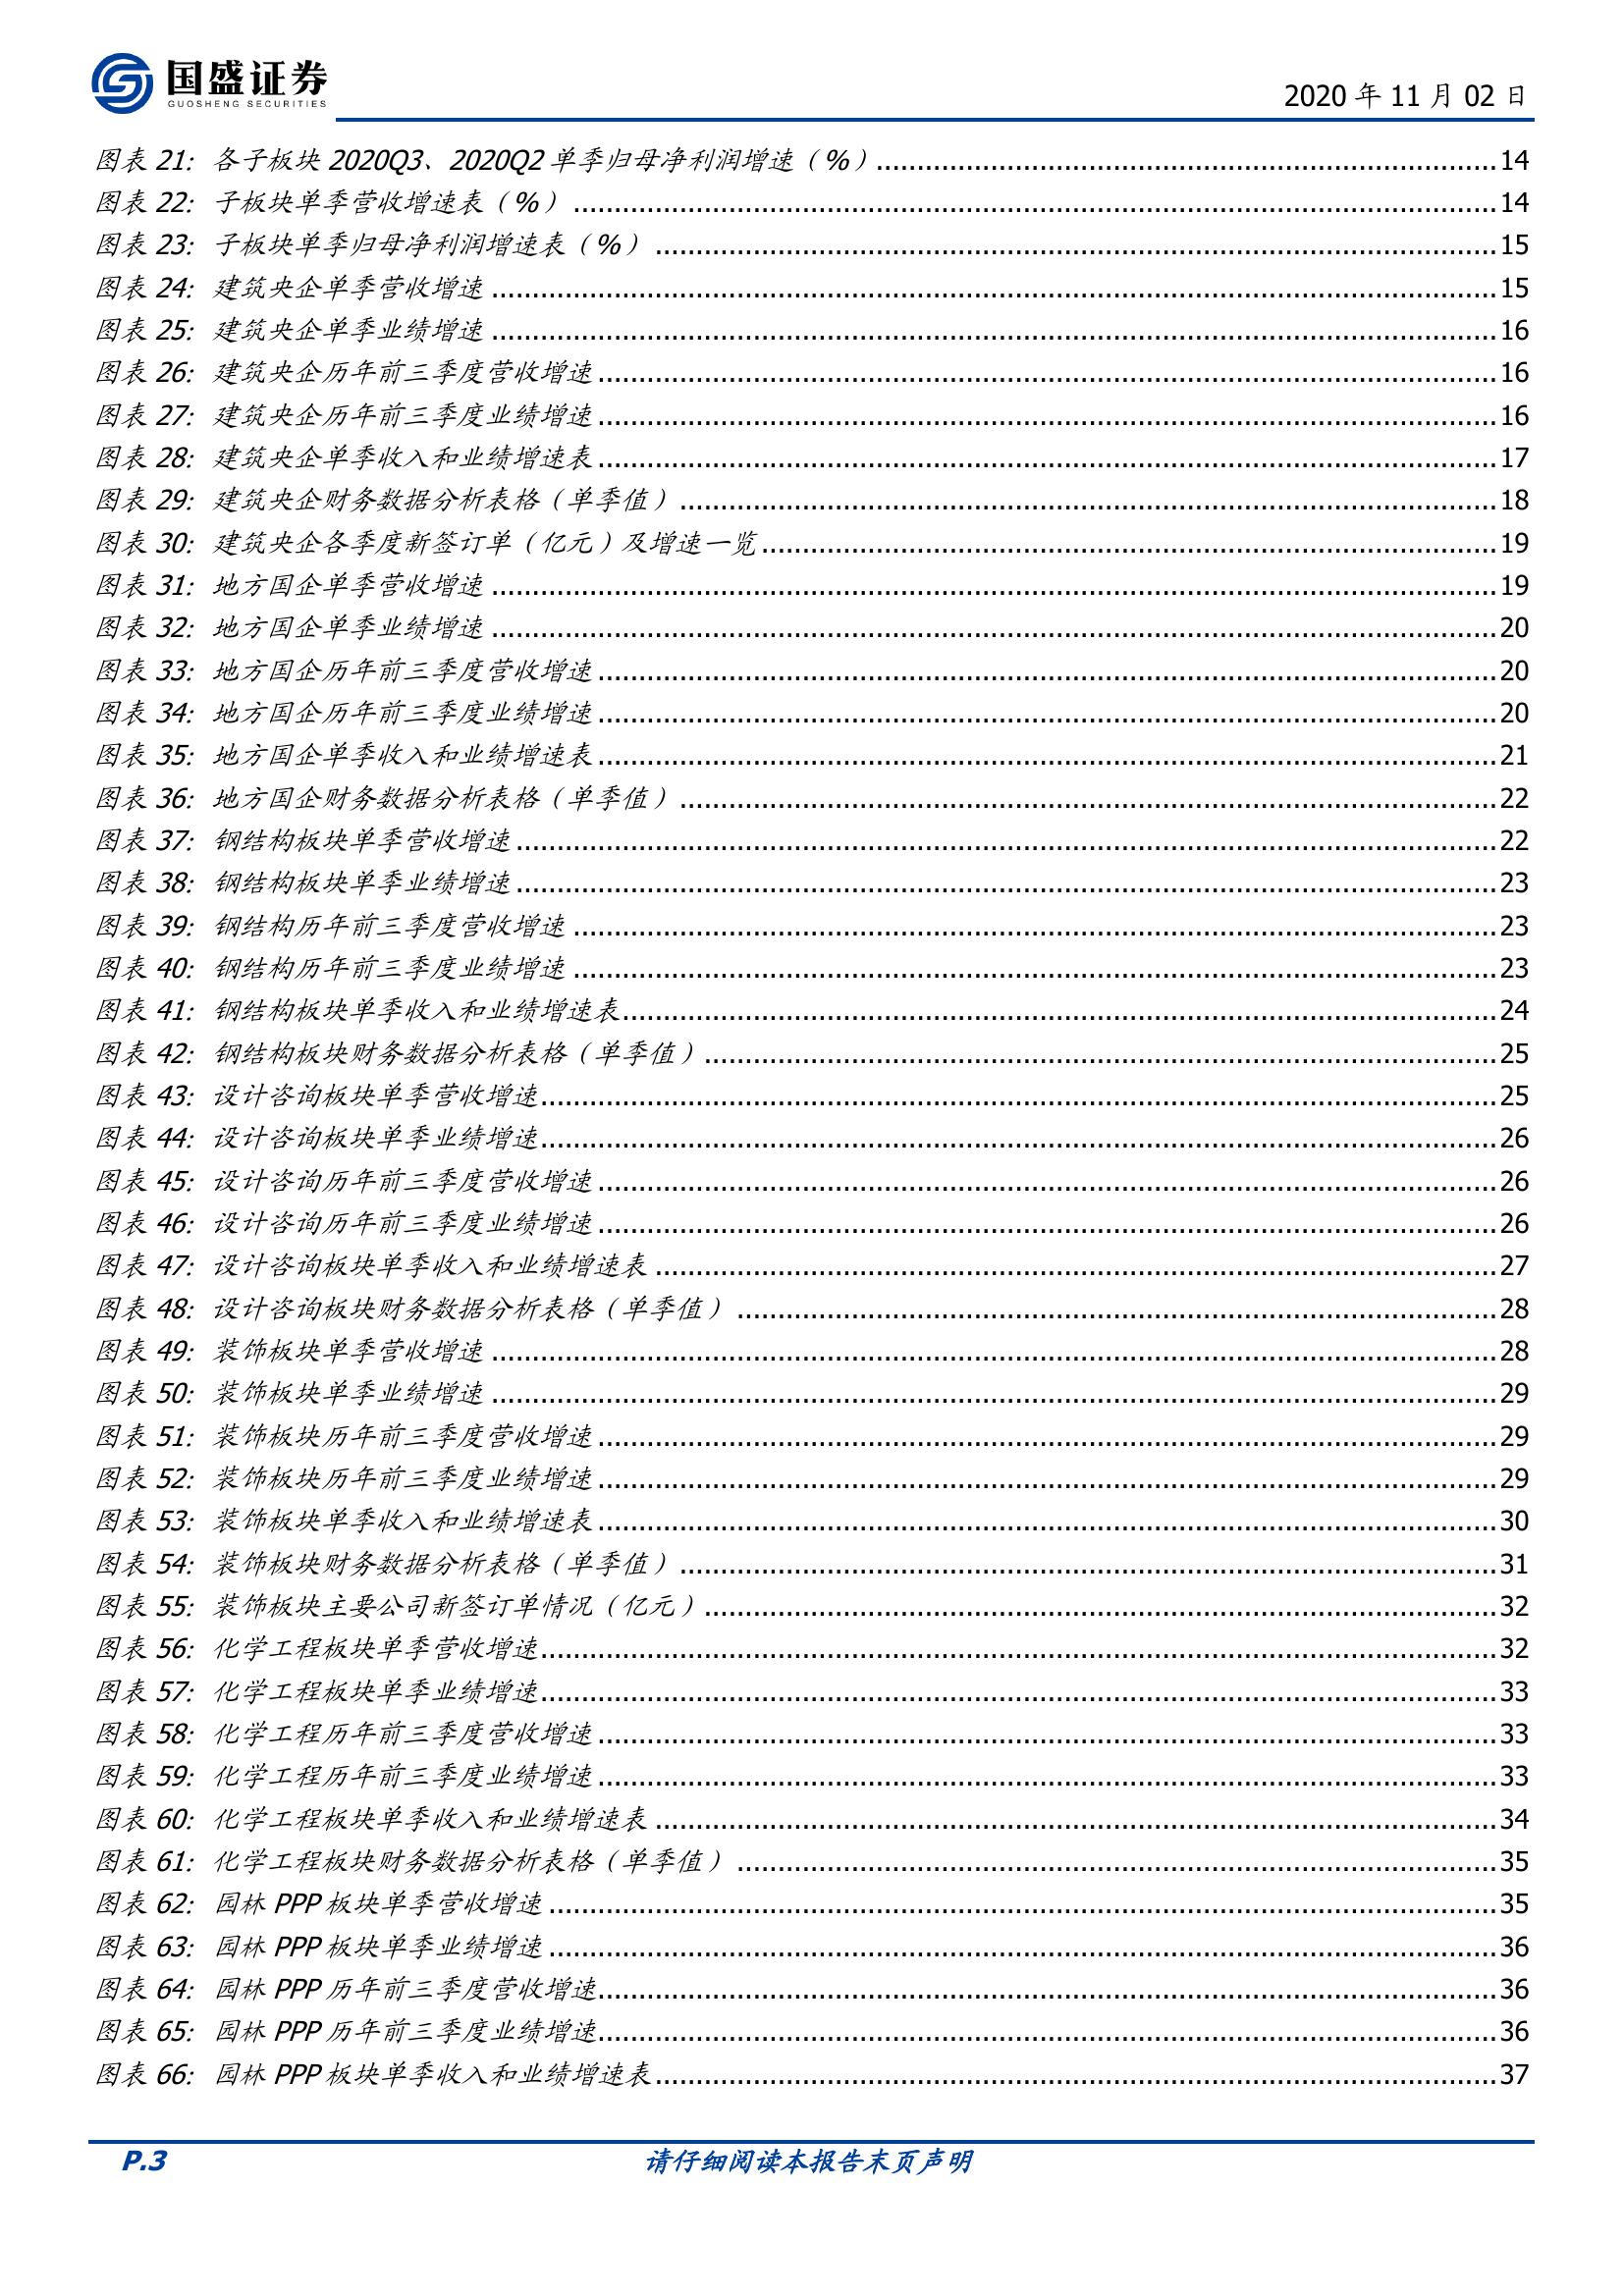 国盛证券
GUOSHENG SECURITIES
2020 年 11 月 02 日
图表 21: 各子板块 2020Q3、2020Q2 单季归母净利润增速（%）..........14
图表 22: 子板块单季营收增速表（%）..........14
图表 23: 子板块单季归母净利润增速表（%）..........15
图表 24: 建筑央企单季营收增速..........15
图表 25: 建筑央企单季业绩增速..........16
图表 26: 建筑央企历年前三季度营收增速..........16
图表 27: 建筑央企历年前三季度业绩增速..........16
图表 28: 建筑央企单季收入和业绩增速表..........17
图表 29: 建筑央企财务数据分析表格（单季值）..........18
图表 30: 建筑央企各季度新签订单（亿元）及增速一览..........19
图表 31: 地方国企单季营收增速..........19
图表 32: 地方国企单季业绩增速..........20
图表 33: 地方国企历年前三季度营收增速..........20
图表 34: 地方国企历年前三季度业绩增速..........20
图表 35: 地方国企单季收入和业绩增速表..........21
图表 36: 地方国企财务数据分析表格（单季值）..........22
图表 37: 钢结构板块单季营收增速..........22
图表 38: 钢结构板块单季业绩增速..........23
图表 39: 钢结构历年前三季度营收增速..........23
图表 40: 钢结构历年前三季度业绩增速..........23
图表 41: 钢结构板块单季收入和业绩增速表..........24
图表 42: 钢结构板块财务数据分析表格（单季值）..........25
图表 43: 设计咨询板块单季营收增速..........25
图表 44: 设计咨询板块单季业绩增速..........26
图表 45: 设计咨询历年前三季度营收增速..........26
图表 46: 设计咨询历年前三季度业绩增速..........26
图表 47: 设计咨询板块单季收入和业绩增速表..........27
图表 48: 设计咨询板块财务数据分析表格（单季值）..........28
图表 49: 装饰板块单季营收增速..........28
图表 50: 装饰板块单季业绩增速..........29
图表 51: 装饰板块历年前三季度营收增速..........29
图表 52: 装饰板块历年前三季度业绩增速..........29
图表 53: 装饰板块单季收入和业绩增速表..........30
图表 54: 装饰板块财务数据分析表格（单季值）..........31
图表 55: 装饰板块主要公司新签订单情况（亿元）..........32
图表 56: 化学工程板块单季营收增速..........32
图表 57: 化学工程板块单季业绩增速..........33
图表 58: 化学工程历年前三季度营收增速..........33
图表 59: 化学工程历年前三季度业绩增速..........33
图表 60: 化学工程板块单季收入和业绩增速表..........34
图表 61: 化学工程板块财务数据分析表格（单季值）..........35
图表 62: 园林 PPP 板块单季营收增速..........35
图表 63: 园林 PPP 板块单季业绩增速..........36
图表 64: 园林 PPP 历年前三季度营收增速..........36
图表 65: 园林 PPP 历年前三季度业绩增速..........36
图表 66: 园林 PPP 板块单季收入和业绩增速表..........37
P.3
请仔细阅读本报告末页声明